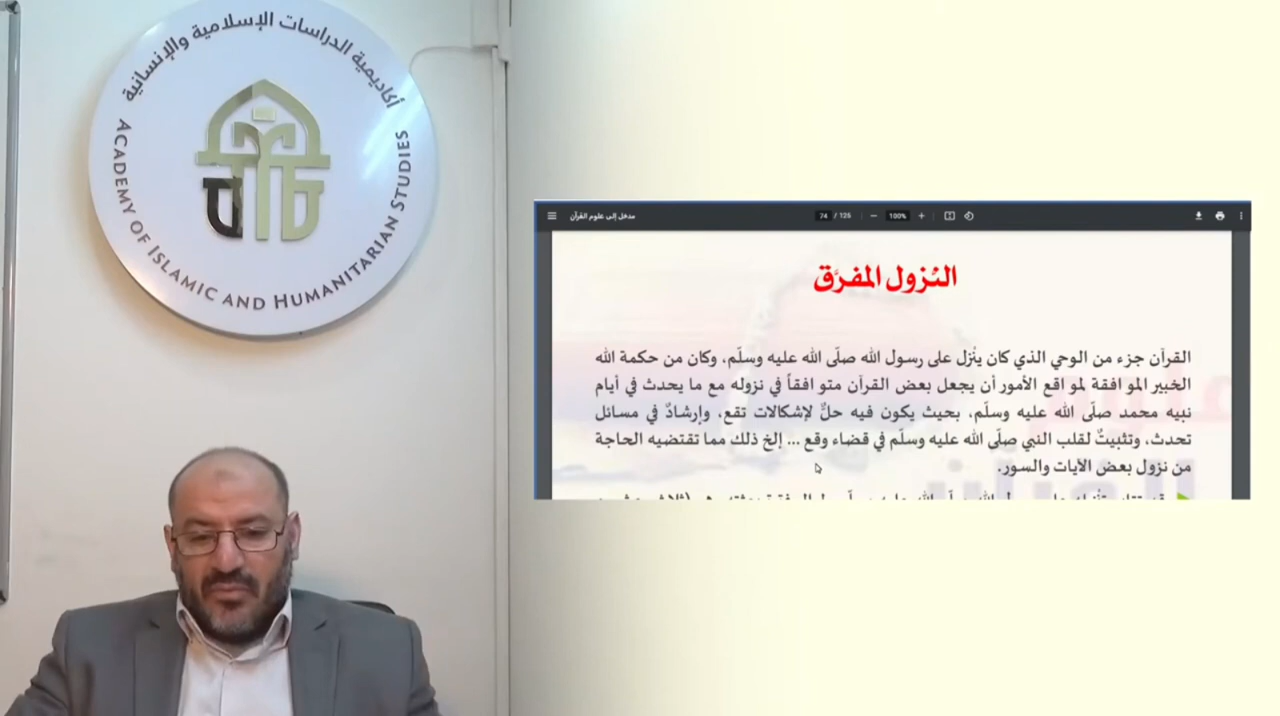 أكاديمية الدراسات الإسلامية والإنسانية
ACADEMY OF ISLAMIC AND HUMANITARIAN STUDIES
مدخل إلى علوم القرآن
74 / 126
100%
النزول المفرَّق
القرآن جزء من الوحي الذي كان ينْزل على رسول الله صلّى الله عليه وسلّم، وكان من حكمة الله
الخبير الموافقة لمواقع الأمور أن يجعل بعض القرآن متوافقاً في نزوله مع ما يحدث في أيام
نبيه محمد صلّى الله عليه وسلّم، بحيث يكون فيه حلٌّ لإشكالات تقع، وإرشادٌ في مسائل
تحدث، وتثبيتٌ لقلب النبي صلّى الله عليه وسلّم في قضاء وقع ... إلخ ذلك مما تقتضيه الحاجة
من نزول بعض الآيات والسور.